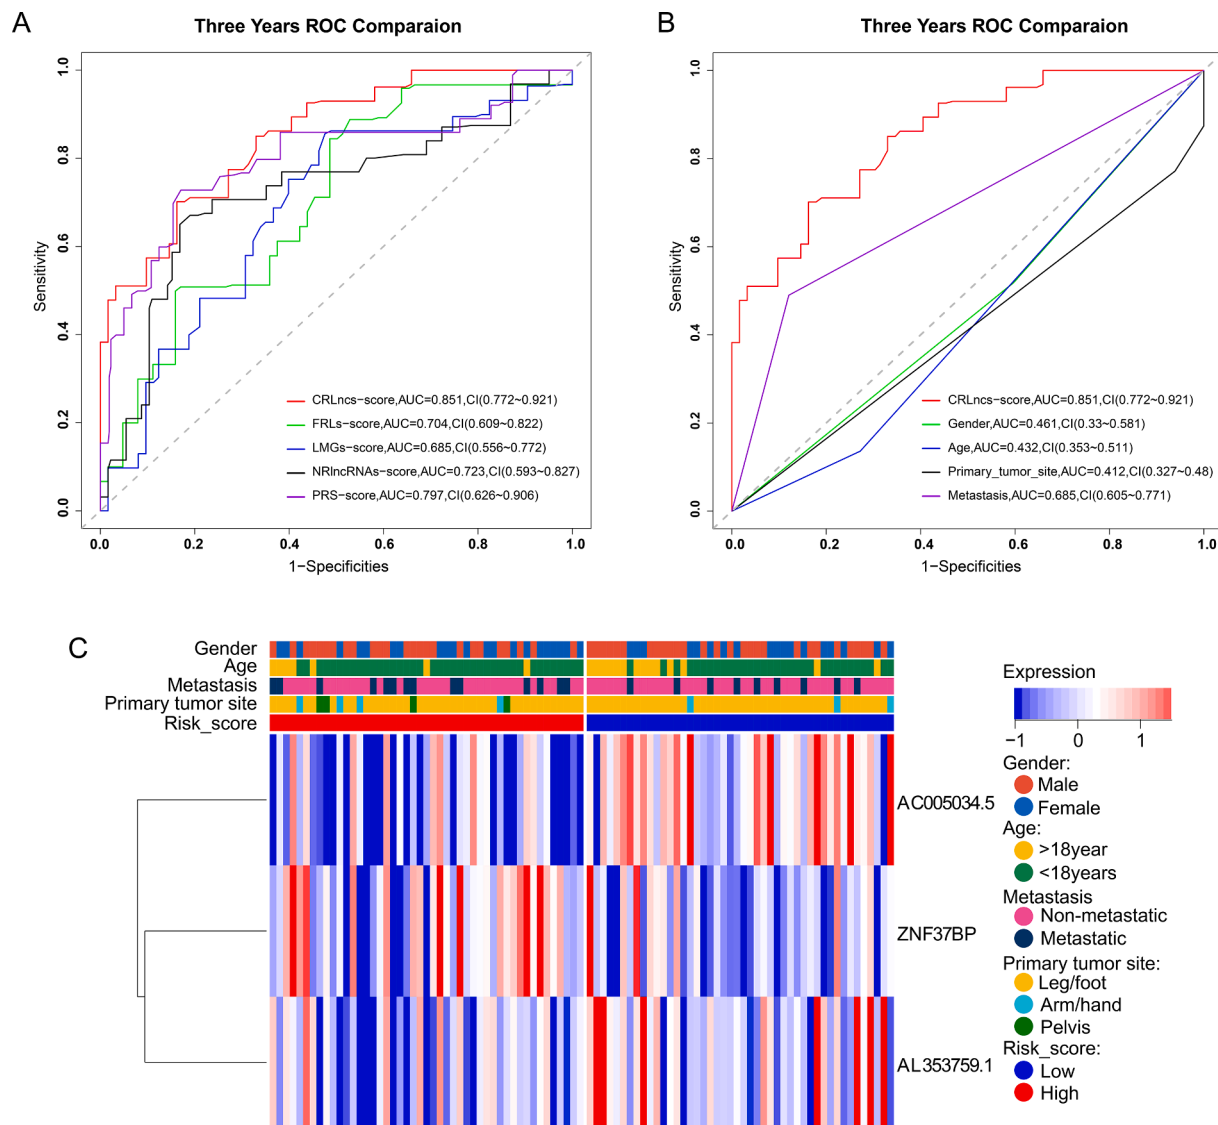 A
Three Years ROC Comparaion
Sensitivity
1.0
0.8
0.6
0.4
0.2
0.0
CRLncs−score,AUC=0.851,CI(0.772~0.921)
FRLs−score,AUC=0.704,CI(0.609~0.822)
LMGs−score,AUC=0.685,CI(0.556~0.772)
NRlncRNAs−score,AUC=0.723,CI(0.593~0.827)
PRS−score,AUC=0.797,CI(0.626~0.906)
0.0 0.2 0.4 0.6 0.8 1.0
1−Specificities
B
Three Years ROC Comparaion
Sensitivity
1.0
0.8
0.6
0.4
0.2
0.0
CRLncs−score,AUC=0.851,CI(0.772~0.921)
Gender,AUC=0.461,CI(0.33~0.581)
Age,AUC=0.432,CI(0.353~0.511)
Primary_tumor_site,AUC=0.412,CI(0.327~0.48)
Metastasis,AUC=0.685,CI(0.605~0.771)
0.0 0.2 0.4 0.6 0.8 1.0
1−Specificities
C
Gender
Age
Metastasis
Primary tumor site
Risk_score
AC005034.5
ZNF37BP
AL353759.1
Expression
−1 0 1
Gender:
Male
Female
Age:
>18year
<18years
Metastasis
Non-metastatic
Metastatic
Primary tumor site:
Leg/foot
Arm/hand
Pelvis
Risk_score:
Low
High